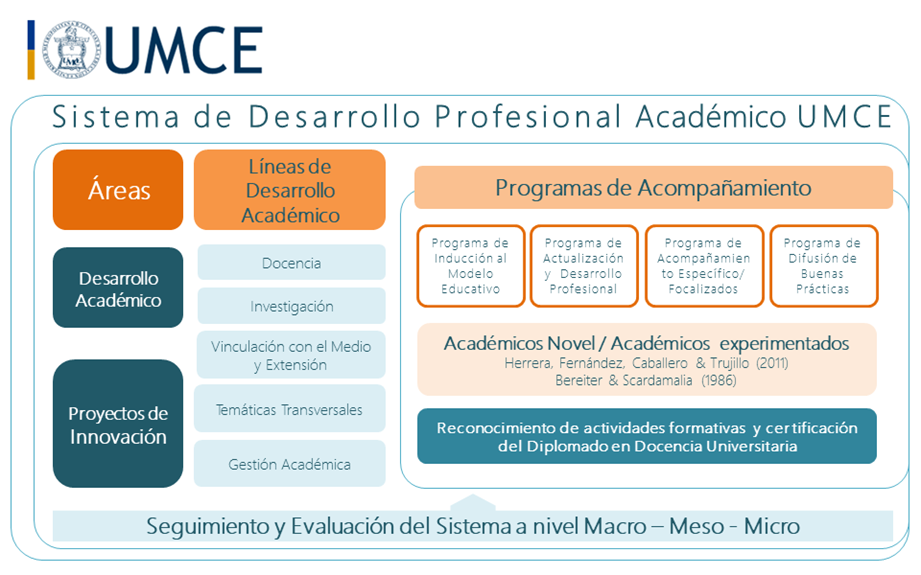 UMCE
Sistema de Desarrollo Profesional Académico UMCE
Áreas
Líneas de
Desarrollo
Académico
Desarrollo
Académico
Proyectos de
Innovación
Docencia
Investigación
Vinculación con el Medio
y Extensión
Temáticas Transversales
Gestión Académica
Programas de Acompañamiento
Programa de
Inducción al
Modelo
Educativo
Programa de
Actualización
y Desarrollo
Profesional
Programa de
Acompañamien
to Específico/
Focalizados
Programa de
Difusión de
Buenas
Prácticas
Académicos Novel / Académicos experimentados
Herrera, Fernández, Caballero & Trujillo (2011)
Bereiter & Scardamalia (1986)
Reconocimiento de actividades formativas y certificación
del Diplomado en Docencia Universitaria
Seguimiento y Evaluación del Sistema a nivel Macro – Meso - Micro